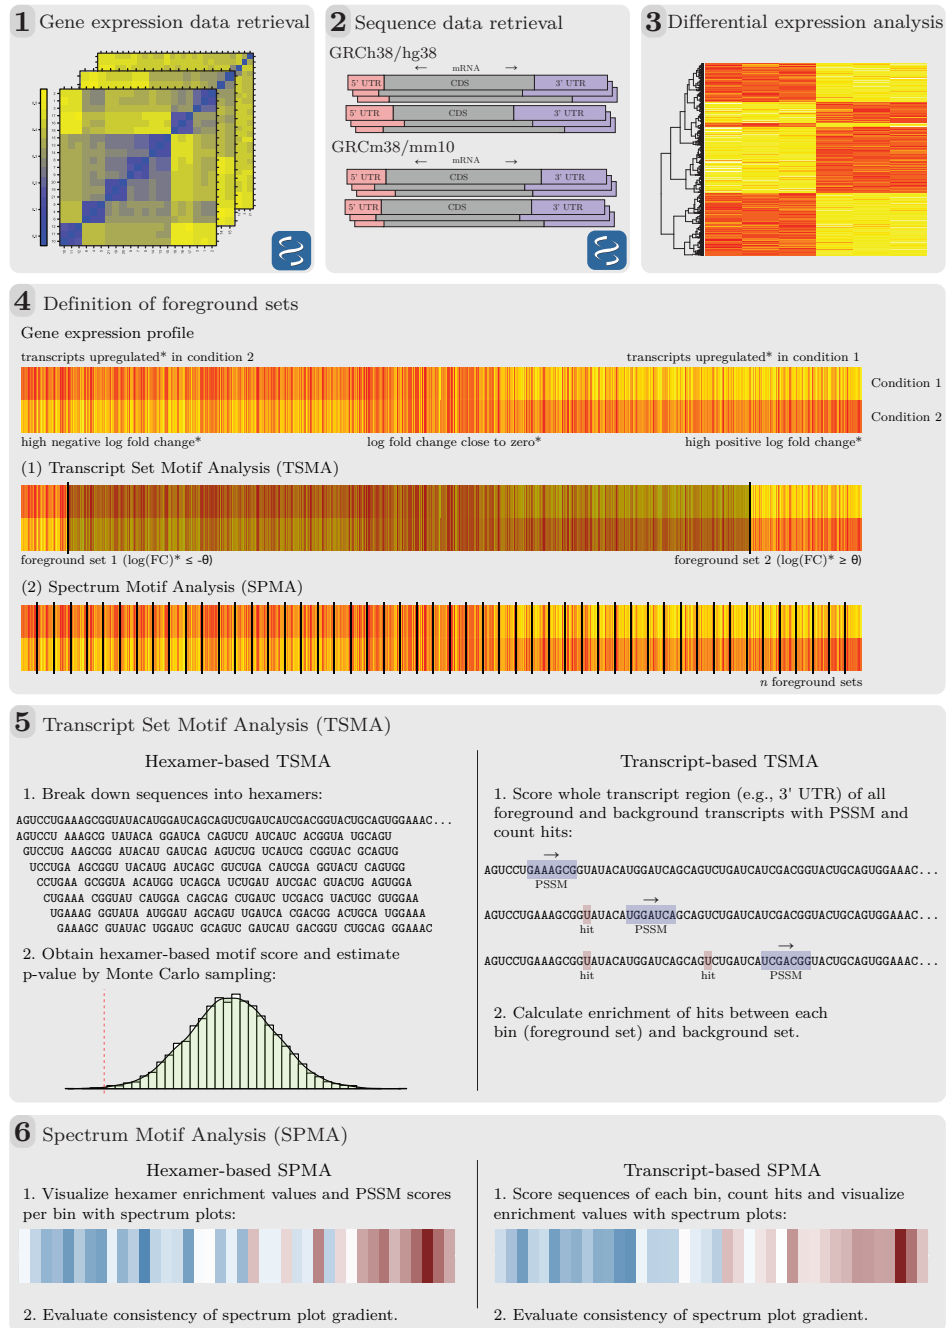 1 Gene expression data retrieval
2 Sequence data retrieval
GRCh38/hg38
← mRNA →
5' UTR CDS 3' UTR
5' UTR CDS 3' UTR
GRCm38/mm10
← mRNA →
5' UTR CDS 3' UTR
5' UTR CDS 3' UTR
3 Differential expression analysis
4 Definition of foreground sets
Gene expression profile
transcripts upregulated* in condition 2 transcripts upregulated* in condition 1
Condition 1
Condition 2
high negative log fold change* log fold change close to zero* high positive log fold change*
(1) Transcript Set Motif Analysis (TSMA)
foreground set 1 (log(FC)* ≤ -θ) foreground set 2 (log(FC)* ≥ θ)
(2) Spectrum Motif Analysis (SPMA)
n foreground sets
5 Transcript Set Motif Analysis (TSMA)
Hexamer-based TSMA
1. Break down sequences into hexamers:
AGUCCUGAAAGCGGUAUACAUGGAUCAGCAGUCUGAUCAUCGACGGUACUGCAGUGGAAAC...
AGUCCU AAAGCG UAUACA GGAUCA CAGUCU AUCAUC ACGGUA UGCAGU
GUCCUG AAGCGG AUACAU GAUCAG AGUCUG UCAUCG CGGUAC GCAGUG
UCCUGA AGCGGU UACAUG AUCAGC GUCUGA CAUCGA GGUACU CAGUGG
CCUGAA GCGGUA ACAUGG UCAGCA UCUGAU AUCGAC GUACUG AGUGGA
CUGAAA CGGUAU CAUGGA CAGCAG CUGAUC UCGACG UACUGC GUGGAA
UGAAAG GGUAUA AUGGAU AGCAGU UGAUCA CGACGG ACUGCA UGGAAA
GAAAGC GUAUAC UGGAUC GCAGUC GAUCAU GACGGU CUGCAG GGAAAC
2. Obtain hexamer-based motif score and estimate
p-value by Monte Carlo sampling:
Transcript-based TSMA
1. Score whole transcript region (e.g., 3' UTR) of all
foreground and background transcripts with PSSM and
count hits:
→
AGUCCUGAAAGCGGUAUACAUGGAUCAGCAGUCUGAUCAUCGACGGUACUGCAGUGGAAAC...
PSSM
→
AGUCCUGAAAGCGGUAUACAUGGAUCAGCAGUCUGAUCAUCGACGGUACUGCAGUGGAAAC...
hit PSSM
→
AGUCCUGAAAGCGGUAUACAUGGAUCAGCAGUCUGAUCAUCGACGGUACUGCAGUGGAAAC...
hit hit PSSM
2. Calculate enrichment of hits between each
bin (foreground set) and background set.
6 Spectrum Motif Analysis (SPMA)
Hexamer-based SPMA
1. Visualize hexamer enrichment values and PSSM scores
per bin with spectrum plots:
2. Evaluate consistency of spectrum plot gradient.
Transcript-based SPMA
1. Score sequences of each bin, count hits and visualize
enrichment values with spectrum plots:
2. Evaluate consistency of spectrum plot gradient.